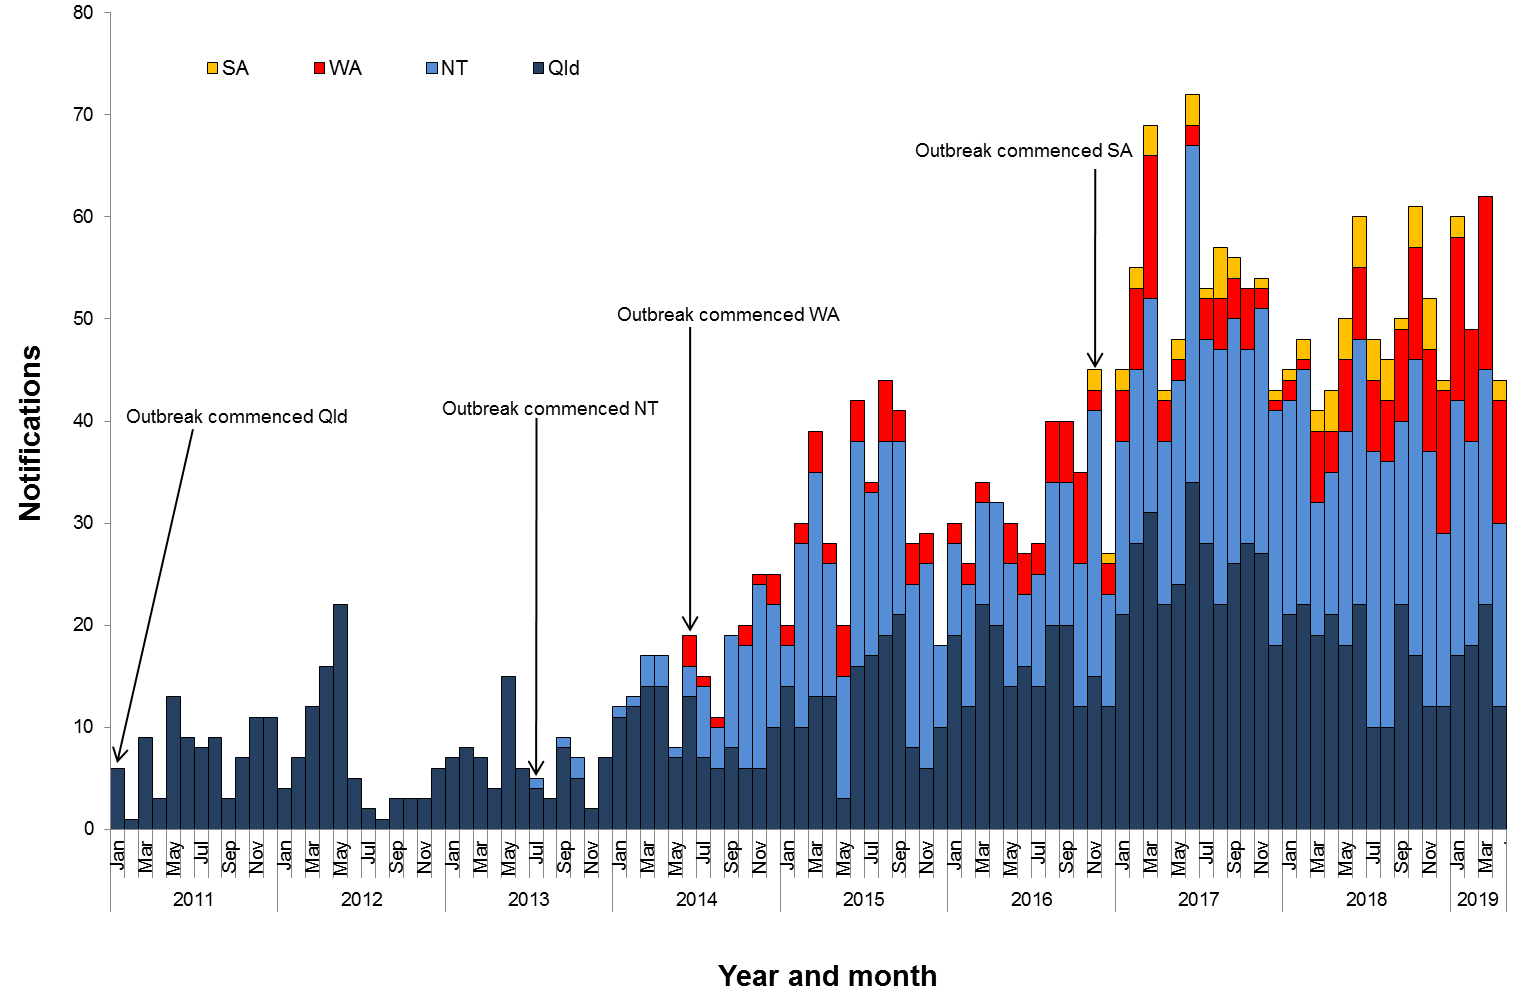 80
SA WA NT Qld
70
Outbreak commenced SA
60
50
Outbreak commenced WA
Outbreak commenced NT
Outbreak commenced Qld
40
30
20
10
0
Notifications
Jan Mar May Jul Sep Nov Jan Mar May Jul Sep Nov Jan Mar May Jul Sep Nov Jan Mar May Jul Sep Nov Jan Mar May Jul Sep Nov Jan Mar May Jul Sep Nov Jan Mar May Jul Sep Nov Jan Mar May Jul Sep Nov Jan Mar
2011 2012 2013 2014 2015 2016 2017 2018 2019
Year and month